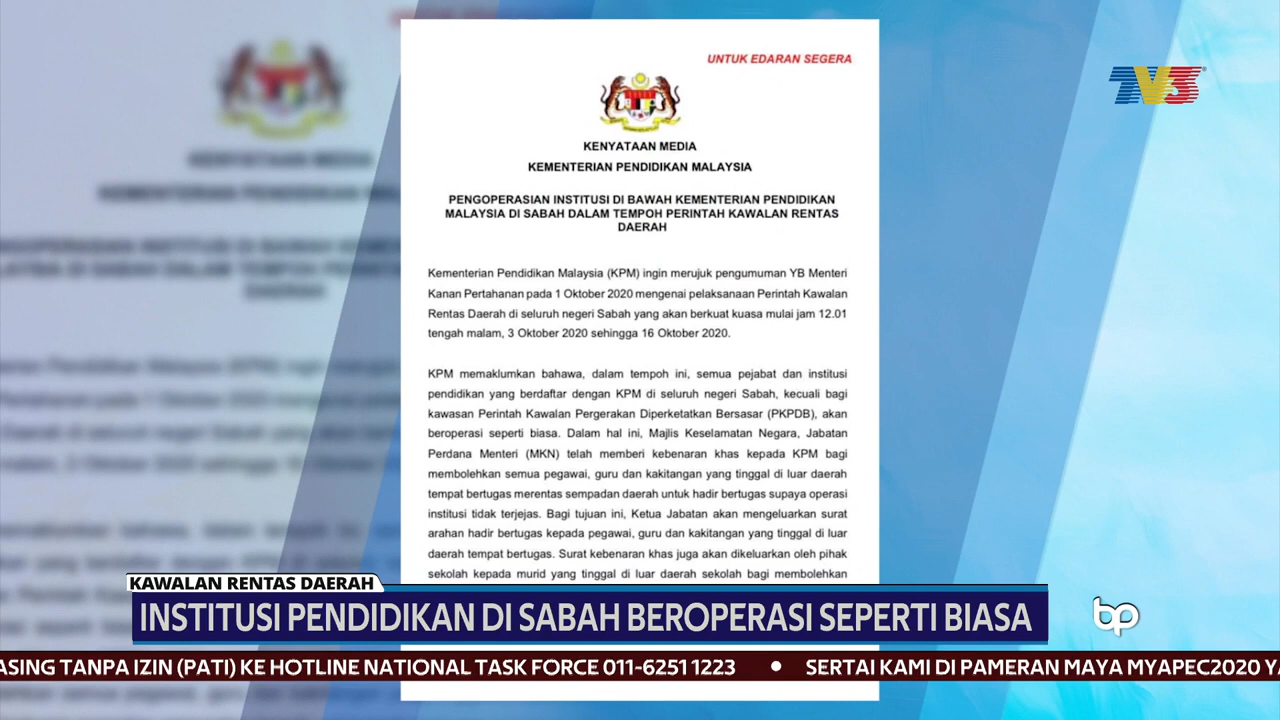 UNTUK EDARAN SEGERA
TV3
KENYATAAN MEDIA
KEMENTERIAN PENDIDIKAN MALAYSIA
PENGOPERASIAN INSTITUSI DI BAWAH KEMENTERIAN PENDIDIKAN
MALAYSIA DI SABAH DALAM TEMPOH PERINTAH KAWALAN RENTAS
DAERAH
Kementerian Pendidikan Malaysia (KPM) ingin merujuk pengumuman YB Menteri
Kanan Pertahanan pada 1 Oktober 2020 mengenai pelaksanaan Perintah Kawalan
Rentas Daerah di seluruh negeri Sabah yang akan berkuat kuasa mulai jam 12.01
tengah malam, 3 Oktober 2020 sehingga 16 Oktober 2020.
KPM memaklumkan bahawa, dalam tempoh ini, semua pejabat dan institusi
pendidikan yang berdaftar dengan KPM di seluruh negeri Sabah, kecuali bagi
kawasan Perintah Kawalan Pergerakan Diperketatkan Bersasar (PKPDB), akan
beroperasi seperti biasa. Dalam hal ini, Majlis Keselamatan Negara, Jabatan
Perdana Menteri (MKN) telah memberi kebenaran khas kepada KPM bagi
membolehkan semua pegawai, guru dan kakitangan yang tinggal di luar daerah
tempat bertugas merentas sempadan daerah untuk hadir bertugas supaya operasi
institusi tidak terjejas. Bagi tujuan ini, Ketua Jabatan akan mengeluarkan surat
arahan hadir bertugas kepada pegawai, guru dan kakitangan yang tinggal di luar
daerah tempat bertugas. Surat kebenaran khas juga akan dikeluarkan oleh pihak
sekolah kepada murid yang tinggal di luar daerah sekolah bagi membolehkan
KAWALAN RENTAS DAERAH
INSTITUSI PENDIDIKAN DI SABAH BEROPERASI SEPERTI BIASA
bp
ASING TANPA IZIN (PATI) KE HOTLINE NATIONAL TASK FORCE 011-6251 1223 • SERTAI KAMI DI PAMERAN MAYA MYAPEC2020 YA